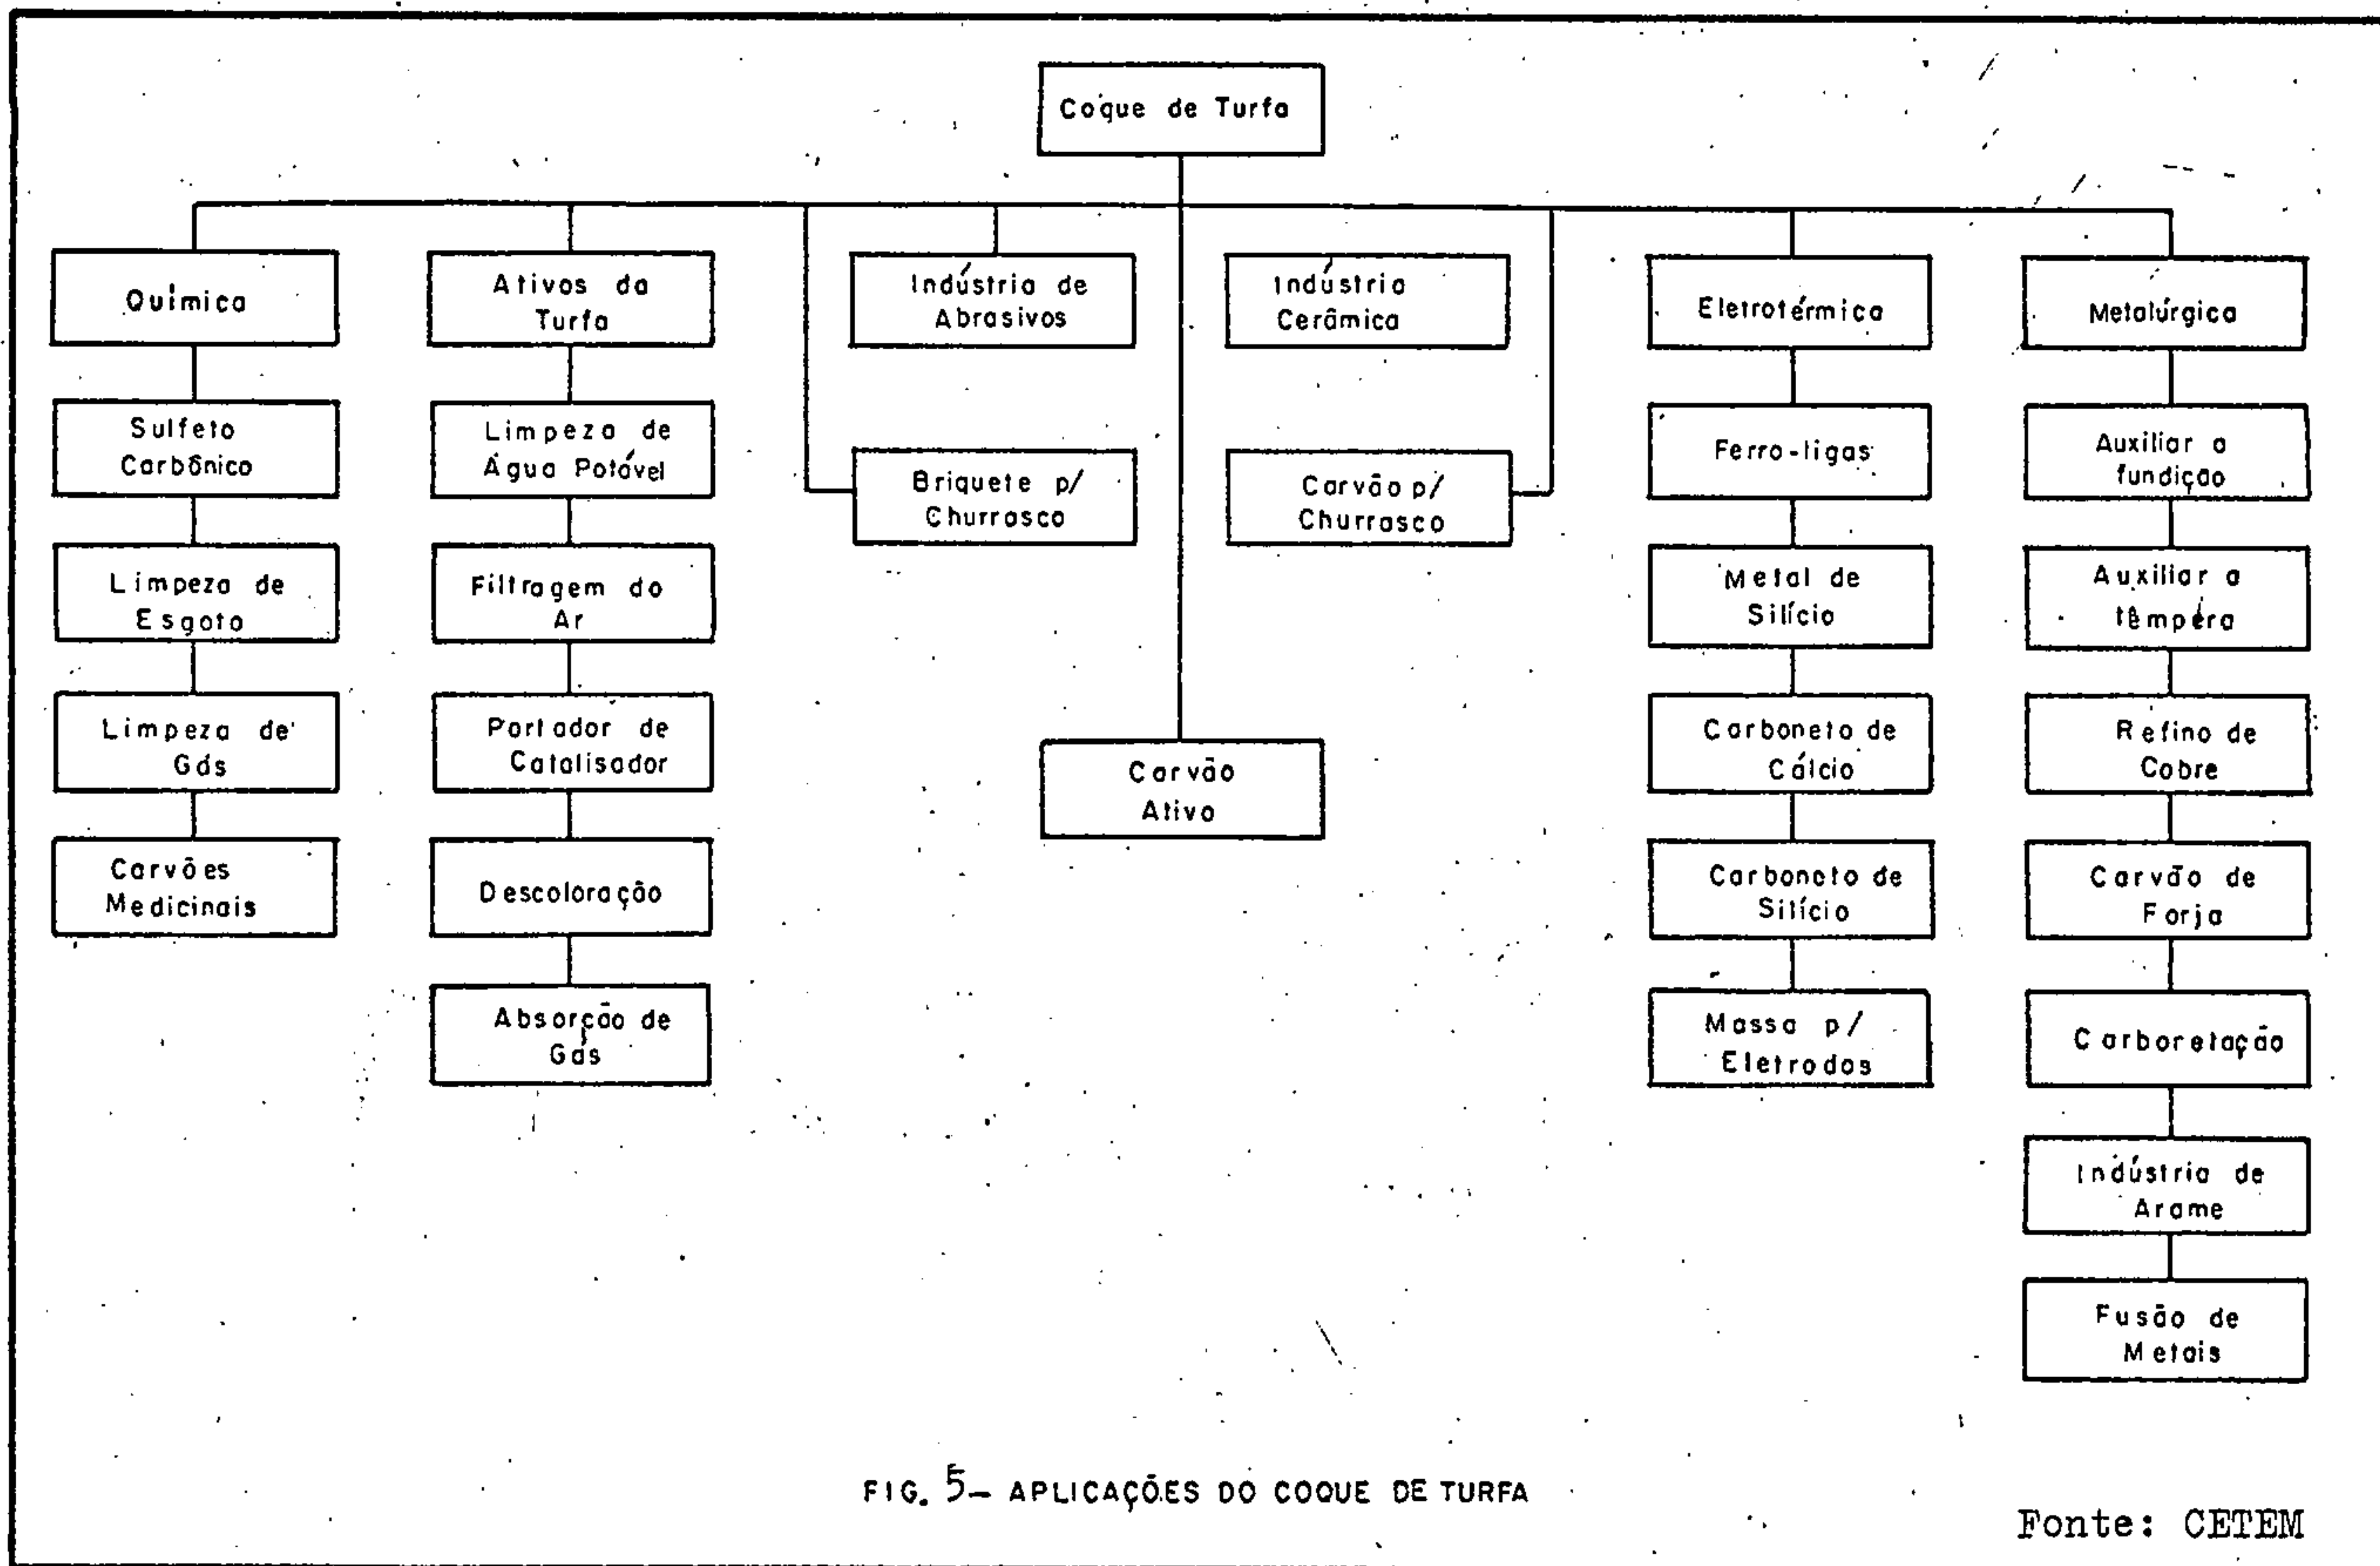 Coque de Turfa
Química
Sulfeto
Carbônico
Limpeza de
Esgoto
Limpeza de
Gás
Carvões
Medicinais
Ativos da
Turfa
Limpeza de
Água Potável
Filtragem do
Ar
Portador de
Catalisador
Descoloração
Absorção de
Gás
Indústria de
Abrasivos
Briquete p/
Churrasco
Carvão
Ativo
Indústria
Cerâmica
Carvão p/
Churrasco
Eletrotérmica
Ferro-ligas
Metal de
Silício
Carboneto de
Cálcio
Carboneto de
Silício
Massa p/
Eletrodos
Metalúrgica
Auxiliar a
fundição
Auxiliar a
têmpera
Refino de
Cobre
Carvão de
Forja
Carboretação
Indústria de
Arame
Fusão de
Metais
FIG. 5- APLICAÇÕES DO COQUE DE TURFA
Fonte: CETEM